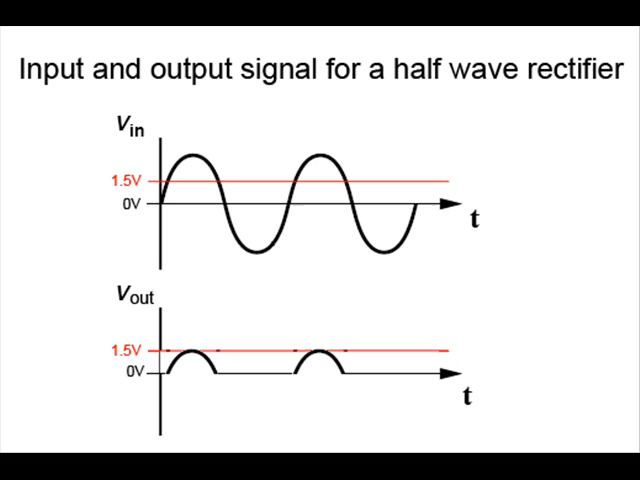 Input and output signal for a half wave rectifier
Vin
1.5V
0V
t
Vout
1.5V
0V
t